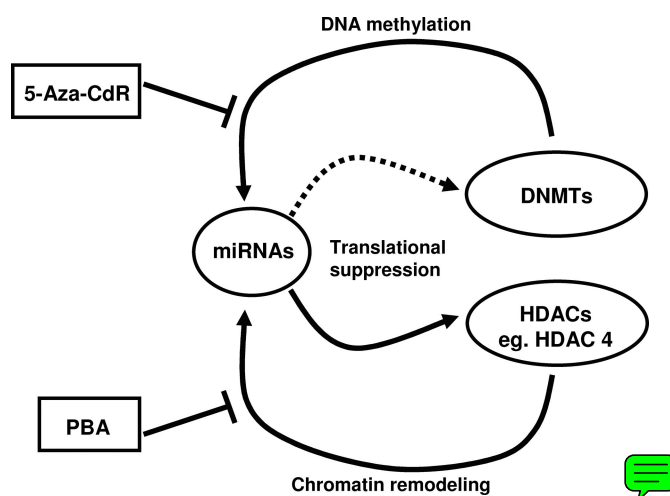 DNA methylation
5-Aza-CdR
DNMTs
miRNAs
Translational
suppression
HDACs
eg. HDAC 4
PBA
Chromatin remodeling